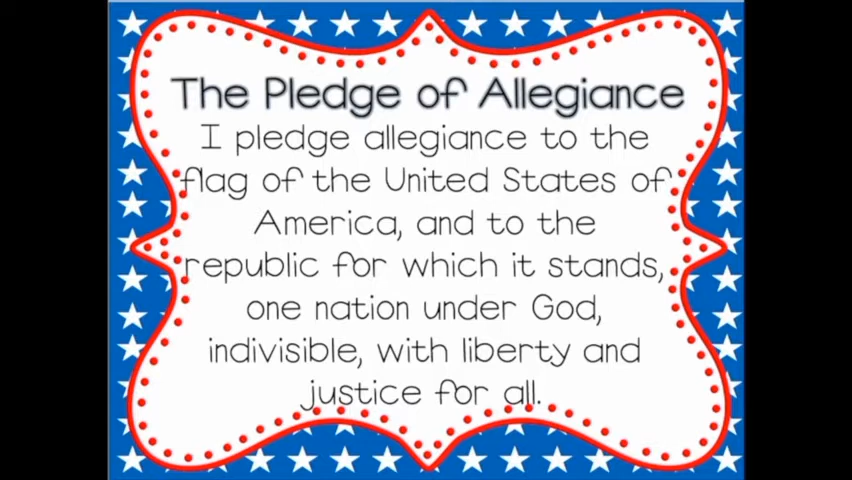 The Pledge of Allegiance
I pledge allegiance to the
flag of the United States of
America, and to the
republic for which it stands,
one nation under God,
indivisible, with liberty and
justice for all.